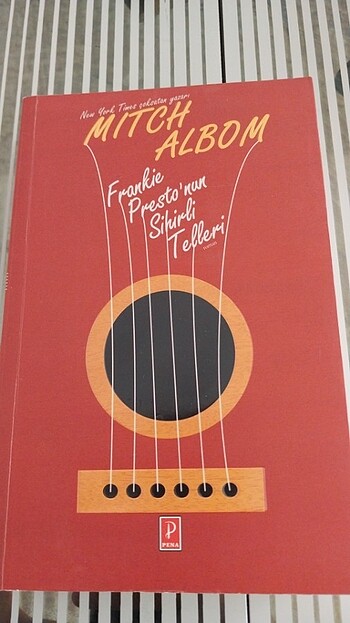 New York Times çoksatan yazarı
MITCH
ALBOM
Frankie
Presto'nun
Sihirli
Telleri
roman
P
PENA